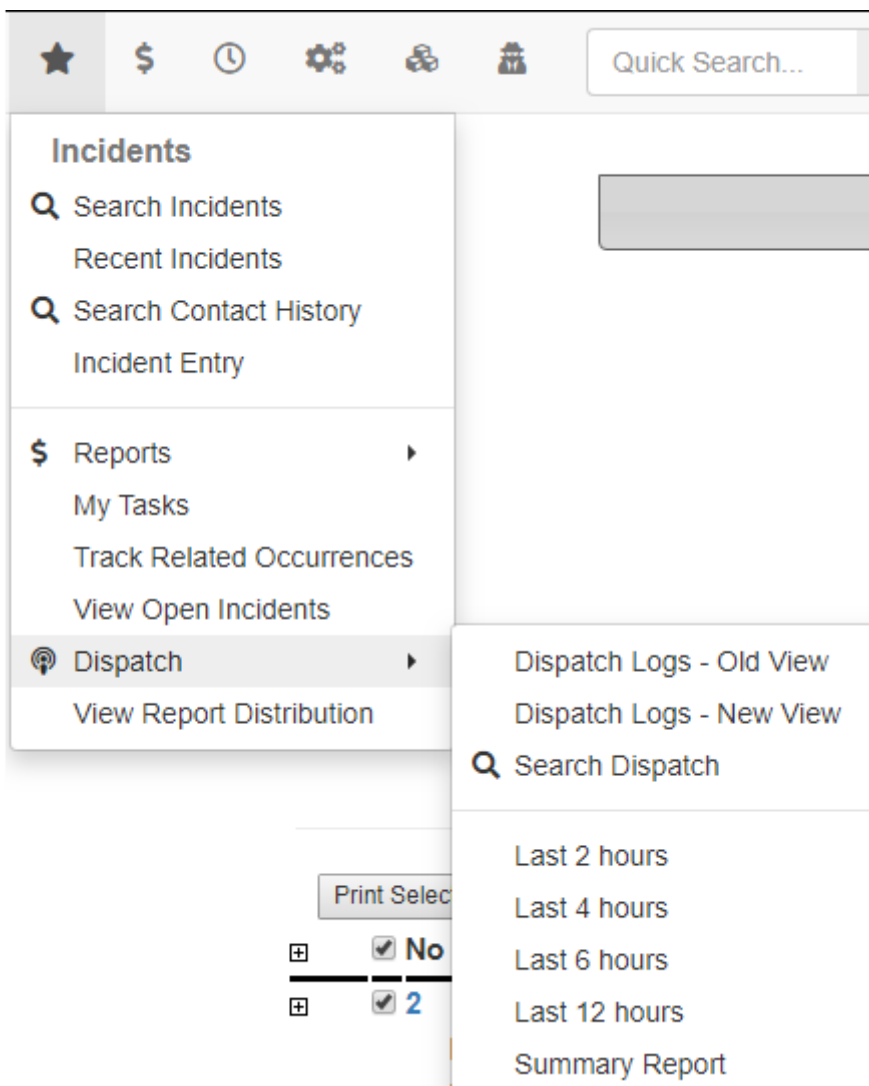 $
Quick Search...
Incidents
Search Incidents
Recent Incidents
Search Contact History
Incident Entry
$ Reports
My Tasks
Track Related Occurrences
View Open Incidents
Dispatch
View Report Distribution
Dispatch Logs - Old View
Dispatch Logs - New View
Search Dispatch
Last 2 hours
Last 4 hours
Last 6 hours
Last 12 hours
Summary Report
Print Selec
No
2